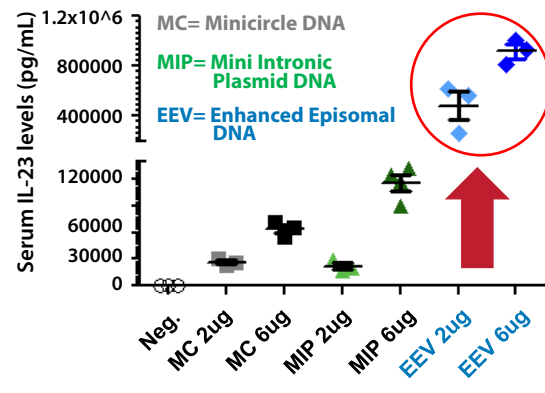 Serum IL-23 levels (pg/mL)
1.2x10^6
800000
400000
120000
60000
30000
0
MC= Minicircle DNA
MIP= Mini Intronic
Plasmid DNA
EEV= Enhanced Episomal
DNA
Neg.
MC 2ug
MC 6ug
MIP 2ug
MIP 6ug
EEV 2ug
EEV 6ug